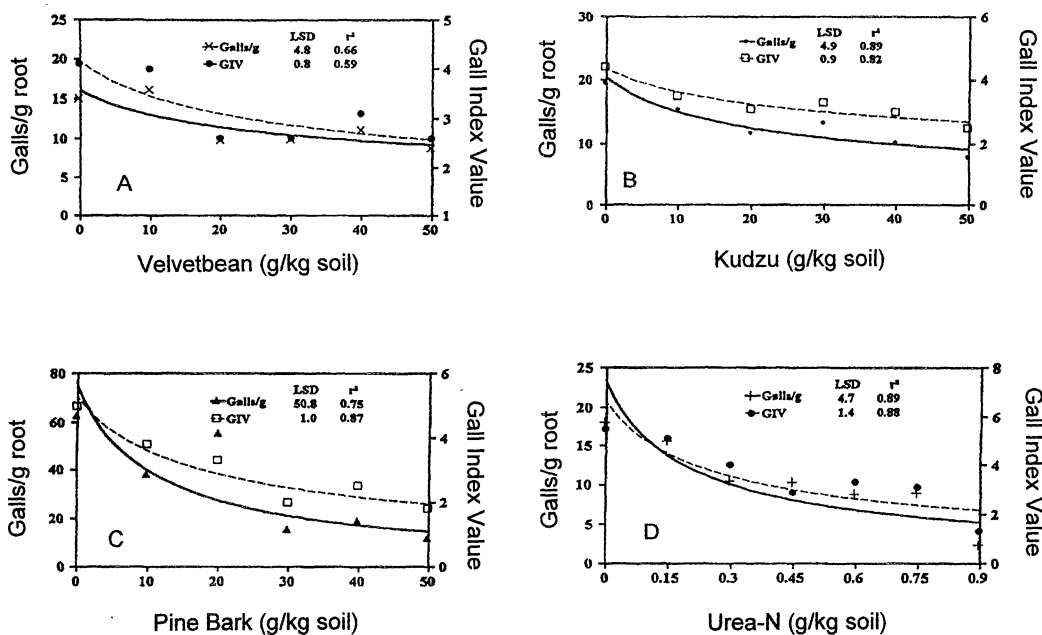 LSD r²
Galls/g 4.8 0.66
GIV 0.8 0.59
Galls/g root
Gall Index Value
25
20
15
10
5
0
5
4
3
2
1
A
0 10 20 30 40 50
Velvetbean (g/kg soil)
LSD r²
Galls/g 4.9 0.89
GIV 0.9 0.82
Galls/g root
Gall Index Value
30
20
10
0
6
4
2
0
B
0 10 20 30 40 50
Kudzu (g/kg soil)
LSD r²
Galls/g 50.8 0.75
GIV 1.0 0.87
Galls/g root
Gall Index Value
80
60
40
20
0
6
4
2
0
C
0 10 20 30 40 50
Pine Bark (g/kg soil)
LSD r²
Galls/g 4.7 0.89
GIV 1.4 0.88
Galls/g root
Gall Index Value
25
20
15
10
5
0
8
6
4
2
0
D
0 0.15 0.3 0.45 0.6 0.75 0.9
Urea-N (g/kg soil)